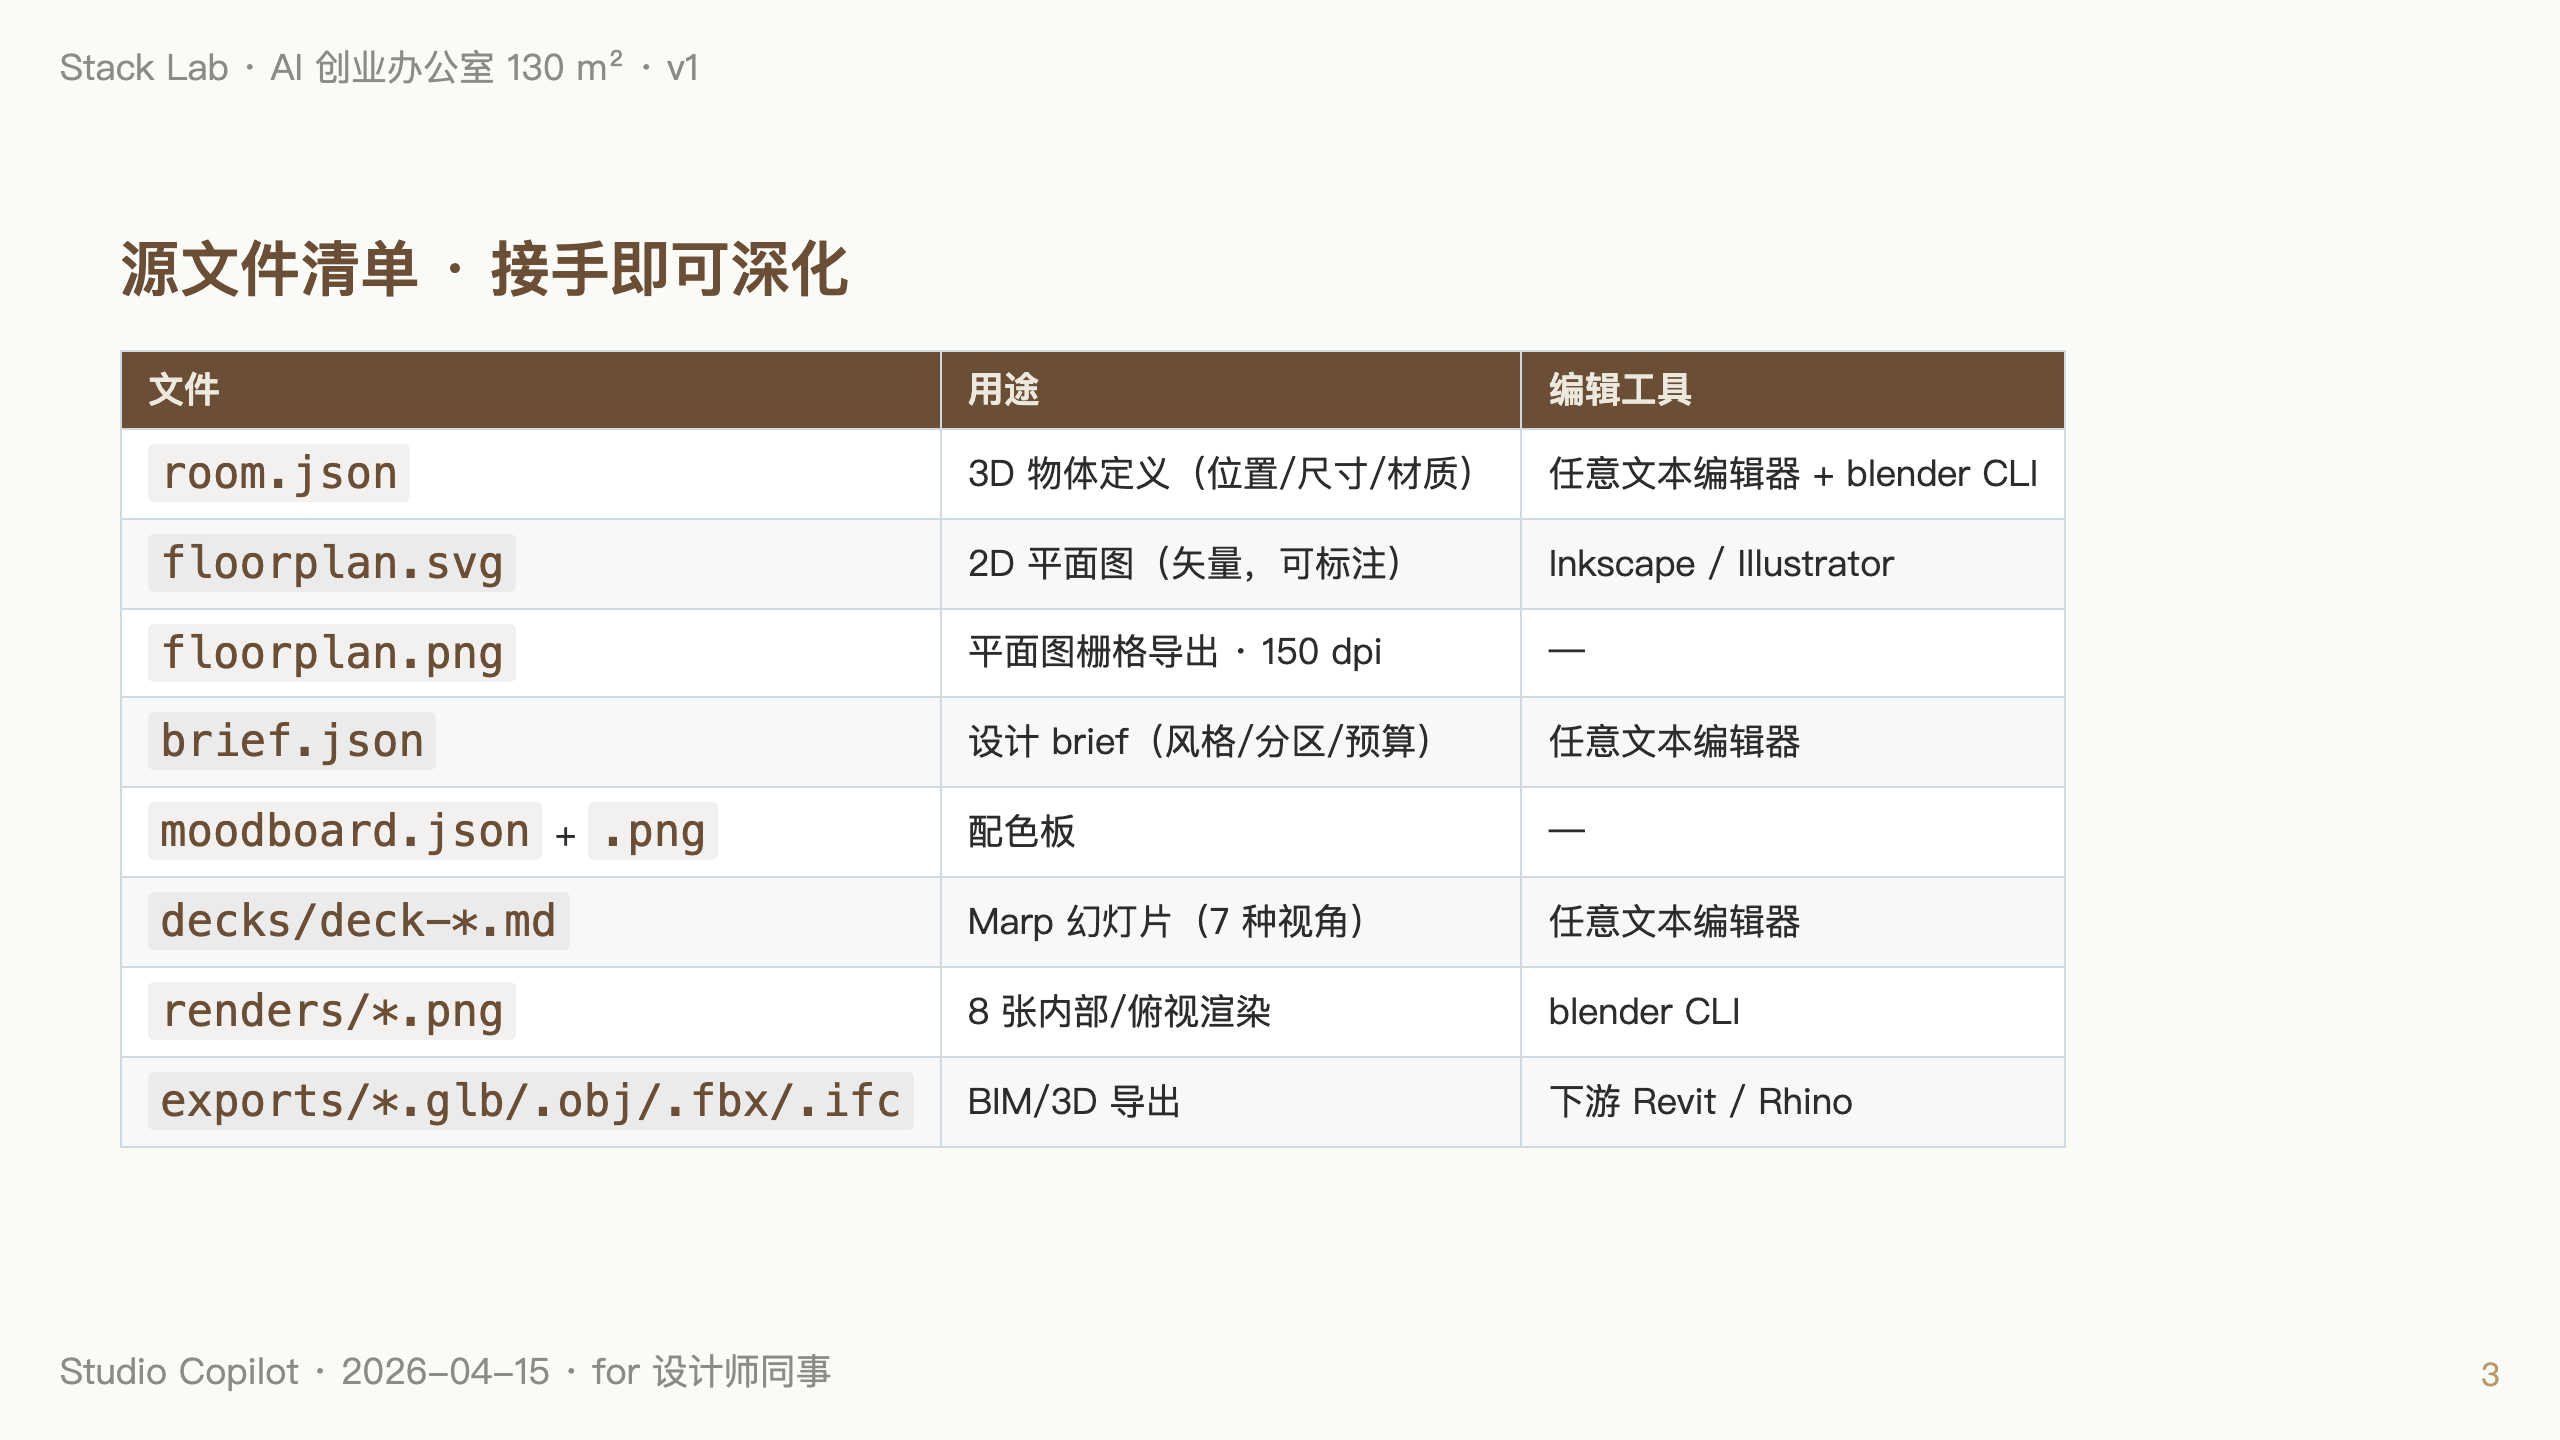 Stack Lab · AI 创业办公室 130 m² · v1
源文件清单 · 接手即可深化
文件 用途 编辑工具
room.json 3D 物体定义（位置/尺寸/材质） 任意文本编辑器 + blender CLI
floorplan.svg 2D 平面图（矢量，可标注） Inkscape / Illustrator
floorplan.png 平面图栅格导出 · 150 dpi —
brief.json 设计 brief（风格/分区/预算） 任意文本编辑器
moodboard.json + .png 配色板 —
decks/deck-*.md Marp 幻灯片（7 种视角） 任意文本编辑器
renders/*.png 8 张内部/俯视渲染 blender CLI
exports/*.glb/.obj/.fbx/.ifc BIM/3D 导出 下游 Revit / Rhino
Studio Copilot · 2026-04-15 · for 设计师同事
3